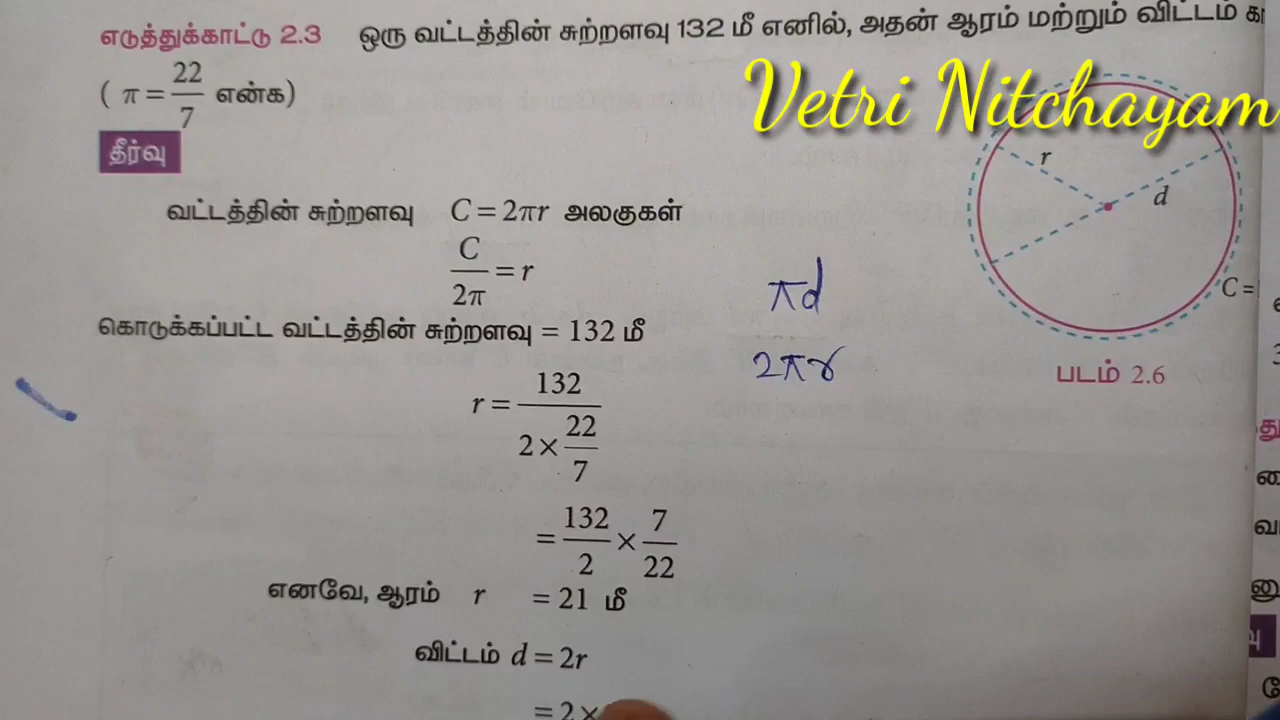 எடுத்துக்காட்டு 2.3 ஒரு வட்டத்தின் சுற்றளவு 132 மீ எனில், அதன் ஆரம் மற்றும் விட்டம்
Vetri Nitchayam
( π = 22/7 என்க)
தீர்வு
r
d
வட்டத்தின் சுற்றளவு C = 2πr அலகுகள்
C/2π = r
πd
C =
கொடுக்கப்பட்ட வட்டத்தின் சுற்றளவு = 132 மீ
2πr
படம் 2.6
r = 132/(2 × 22/7)
= 132/2 × 7/22
எனவே, ஆரம் r = 21 மீ
விட்டம் d = 2r
= 2 ×